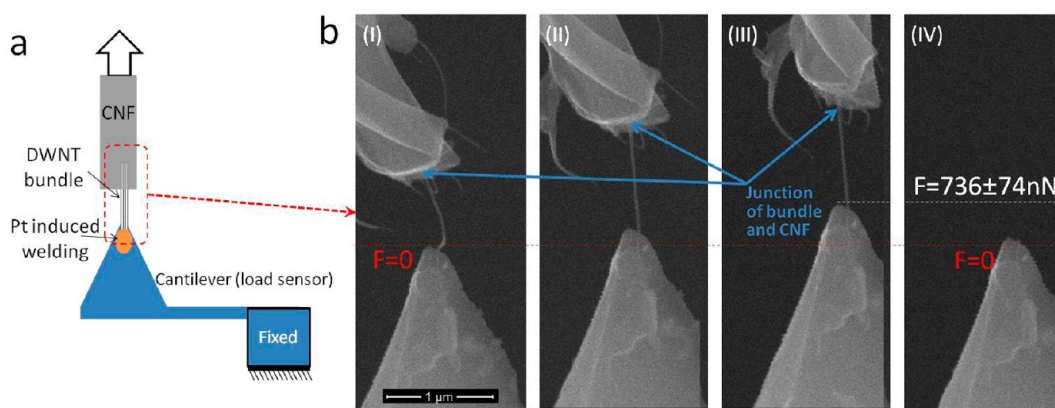 a
CNF
DWNT
bundle
Pt induced
welding
Cantilever (load sensor)
Fixed
b
(I)
(II)
(III)
(IV)
F=736±74nN
Junction
of bundle
and CNF
F=0
F=0
1 µm